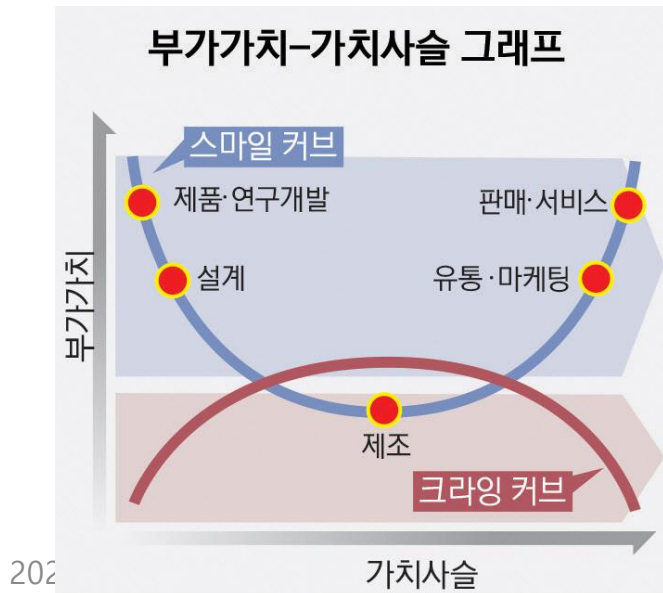 부가가치–가치사슬 그래프
스마일 커브
제품·연구개발
판매·서비스
설계
유통·마케팅
부가가치
제조
크라잉 커브
202
가치사슬